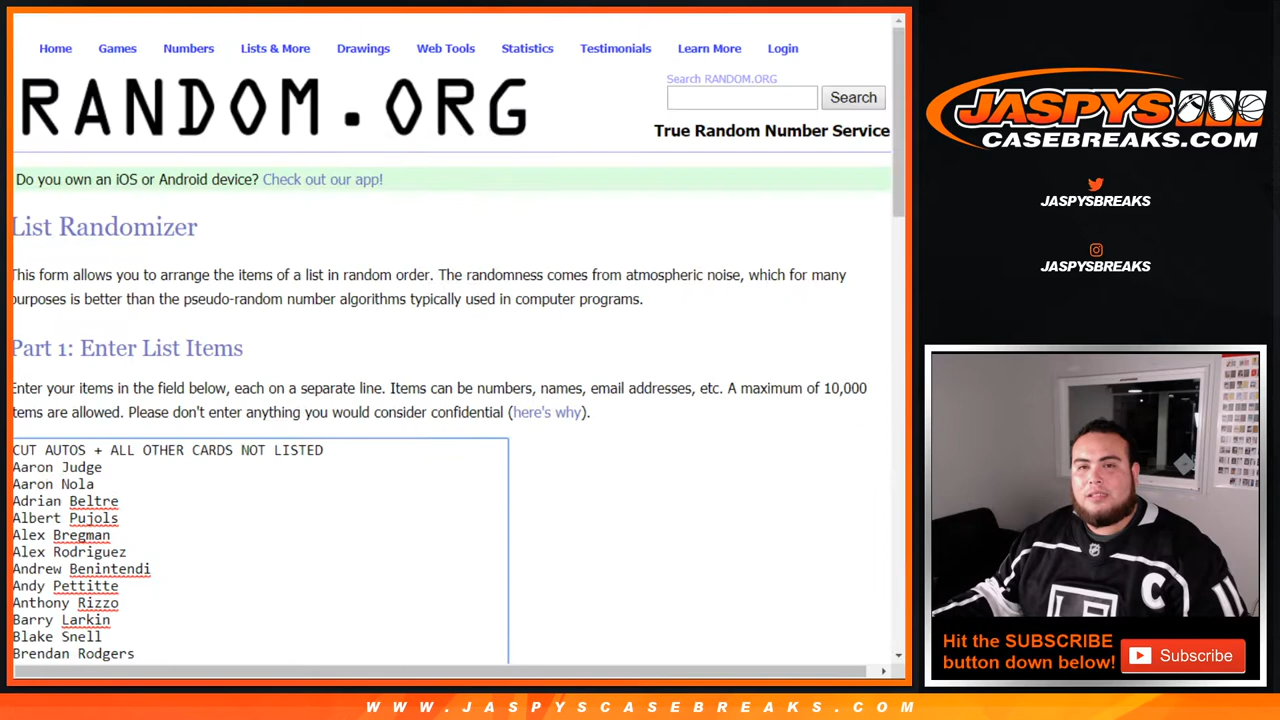 Home Games Numbers Lists & More Drawings Web Tools Statistics Testimonials Learn More Login
RANDOM.ORG
Search RANDOM.ORG
Search
True Random Number Service
Do you own an iOS or Android device? Check out our app!
List Randomizer
This form allows you to arrange the items of a list in random order. The randomness comes from atmospheric noise, which for many
purposes is better than the pseudo-random number algorithms typically used in computer programs.
Part 1: Enter List Items
Enter your items in the field below, each on a separate line. Items can be numbers, names, email addresses, etc. A maximum of 10,000
items are allowed. Please don't enter anything you would consider confidential (here's why).
CUT AUTOS + ALL OTHER CARDS NOT LISTED
Aaron Judge
Aaron Nola
Adrian Beltre
Albert Pujols
Alex Bregman
Alex Rodriguez
Andrew Benintendi
Andy Pettitte
Anthony Rizzo
Barry Larkin
Blake Snell
Brendan Rodgers
JASPYS
CASEBREAKS.COM
JASPYSBREAKS
JASPYSBREAKS
C
Hit the SUBSCRIBE
button down below!
Subscribe
WWW.JASPYSCASEBREAKS.COM